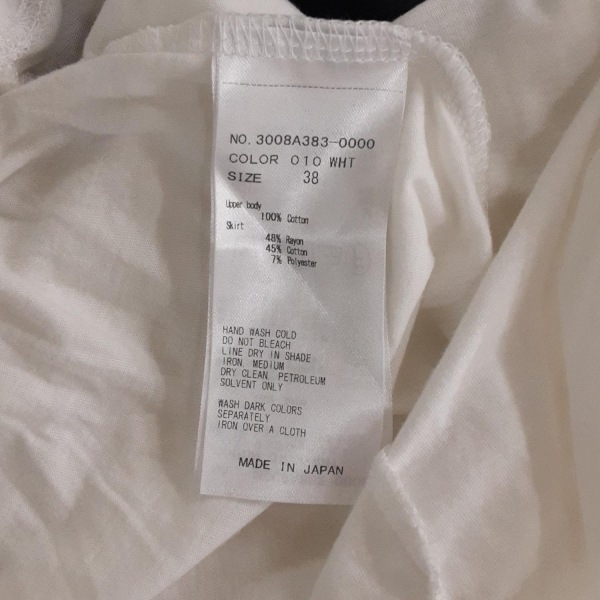 NO. 3008A383-0000
COLOR 010 WHT
SIZE 38
Upper body
100% Cotton
Skirt
48% Rayon
45% Cotton
7% Polyester
HAND WASH COLD
DO NOT BLEACH
LINE DRY IN SHADE
IRON, MEDIUM
DRY CLEAN, PETROLEUM
SOLVENT ONLY
WASH DARK COLORS
SEPARATELY
IRON OVER A CLOTH
MADE IN JAPAN